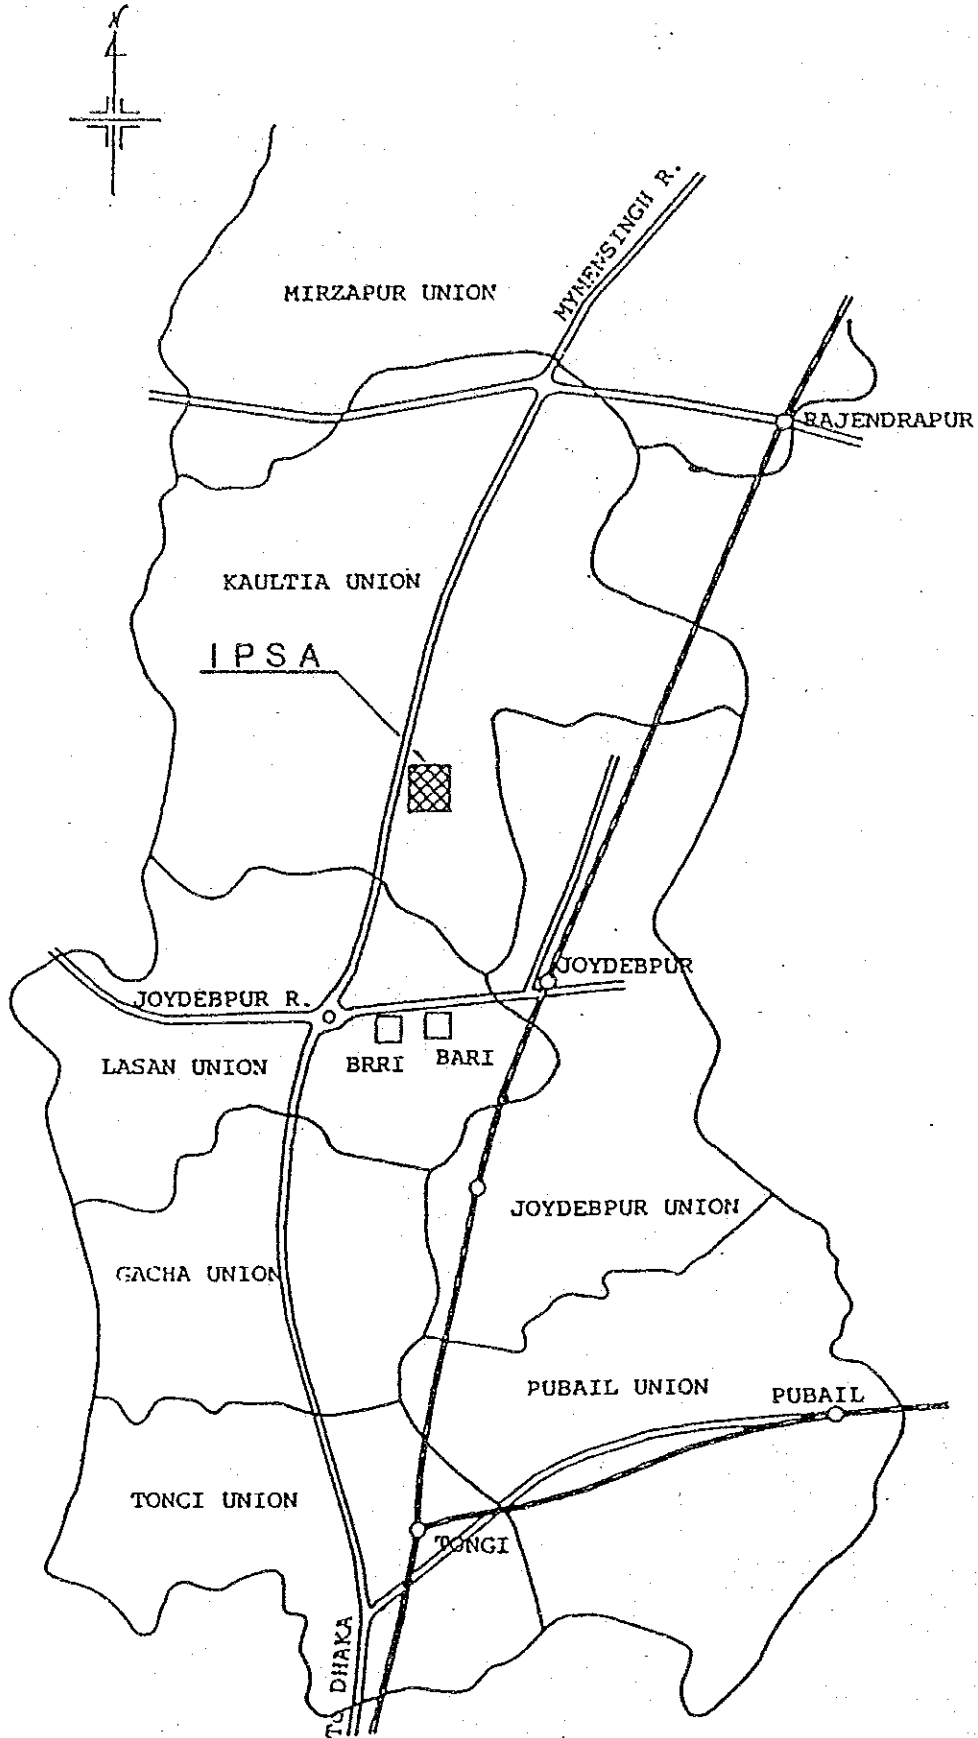 N
MYMENSINGH R.
MIRZAPUR UNION
RAJENDRAPUR
KAULTIA UNION
IPSA
JOYDEBPUR
JOYDEBPUR R.
LASAN UNION
BRRI
BARI
JOYDEBPUR UNION
GACHA UNION
PUBAIL UNION
PUBAIL
TONCI UNION
TONGI
TO DHAKA